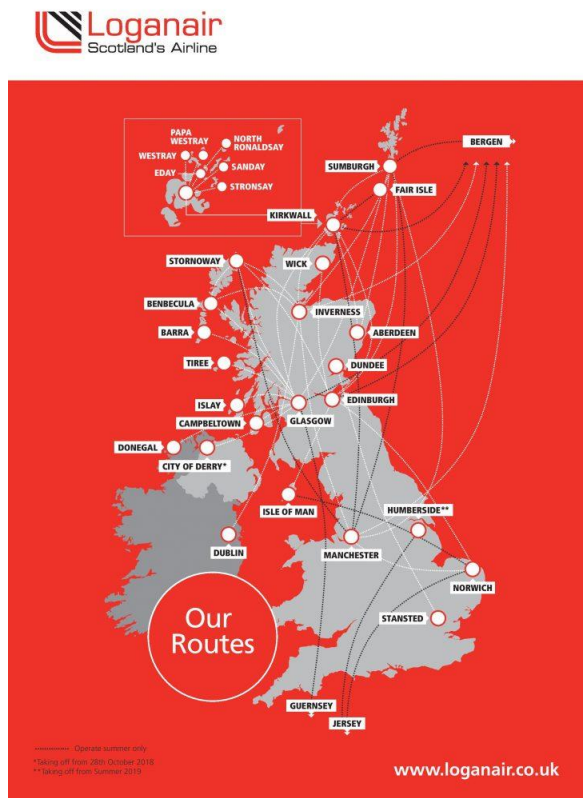 Loganair
Scotland's Airline
PAPA
WESTRAY
NORTH
RONALDSAY
WESTRAY
SANDAY
EDAY
STRONSAY
BERGEN
SUMBURGH
FAIR ISLE
KIRKWALL
STORNOWAY
WICK
BENBECULA
INVERNESS
BARRA
ABERDEEN
TIREE
DUNDEE
ISLAY
EDINBURGH
CAMPBELTOWN
GLASGOW
DONEGAL
CITY OF DERRY*
ISLE OF MAN
HUMBERSIDE**
DUBLIN
MANCHESTER
NORWICH
Our
Routes
STANSTED
GUERNSEY
JERSEY
Operate summer only
*Taking off from 28th October 2018
**Taking off from Summer 2019
www.loganair.co.uk